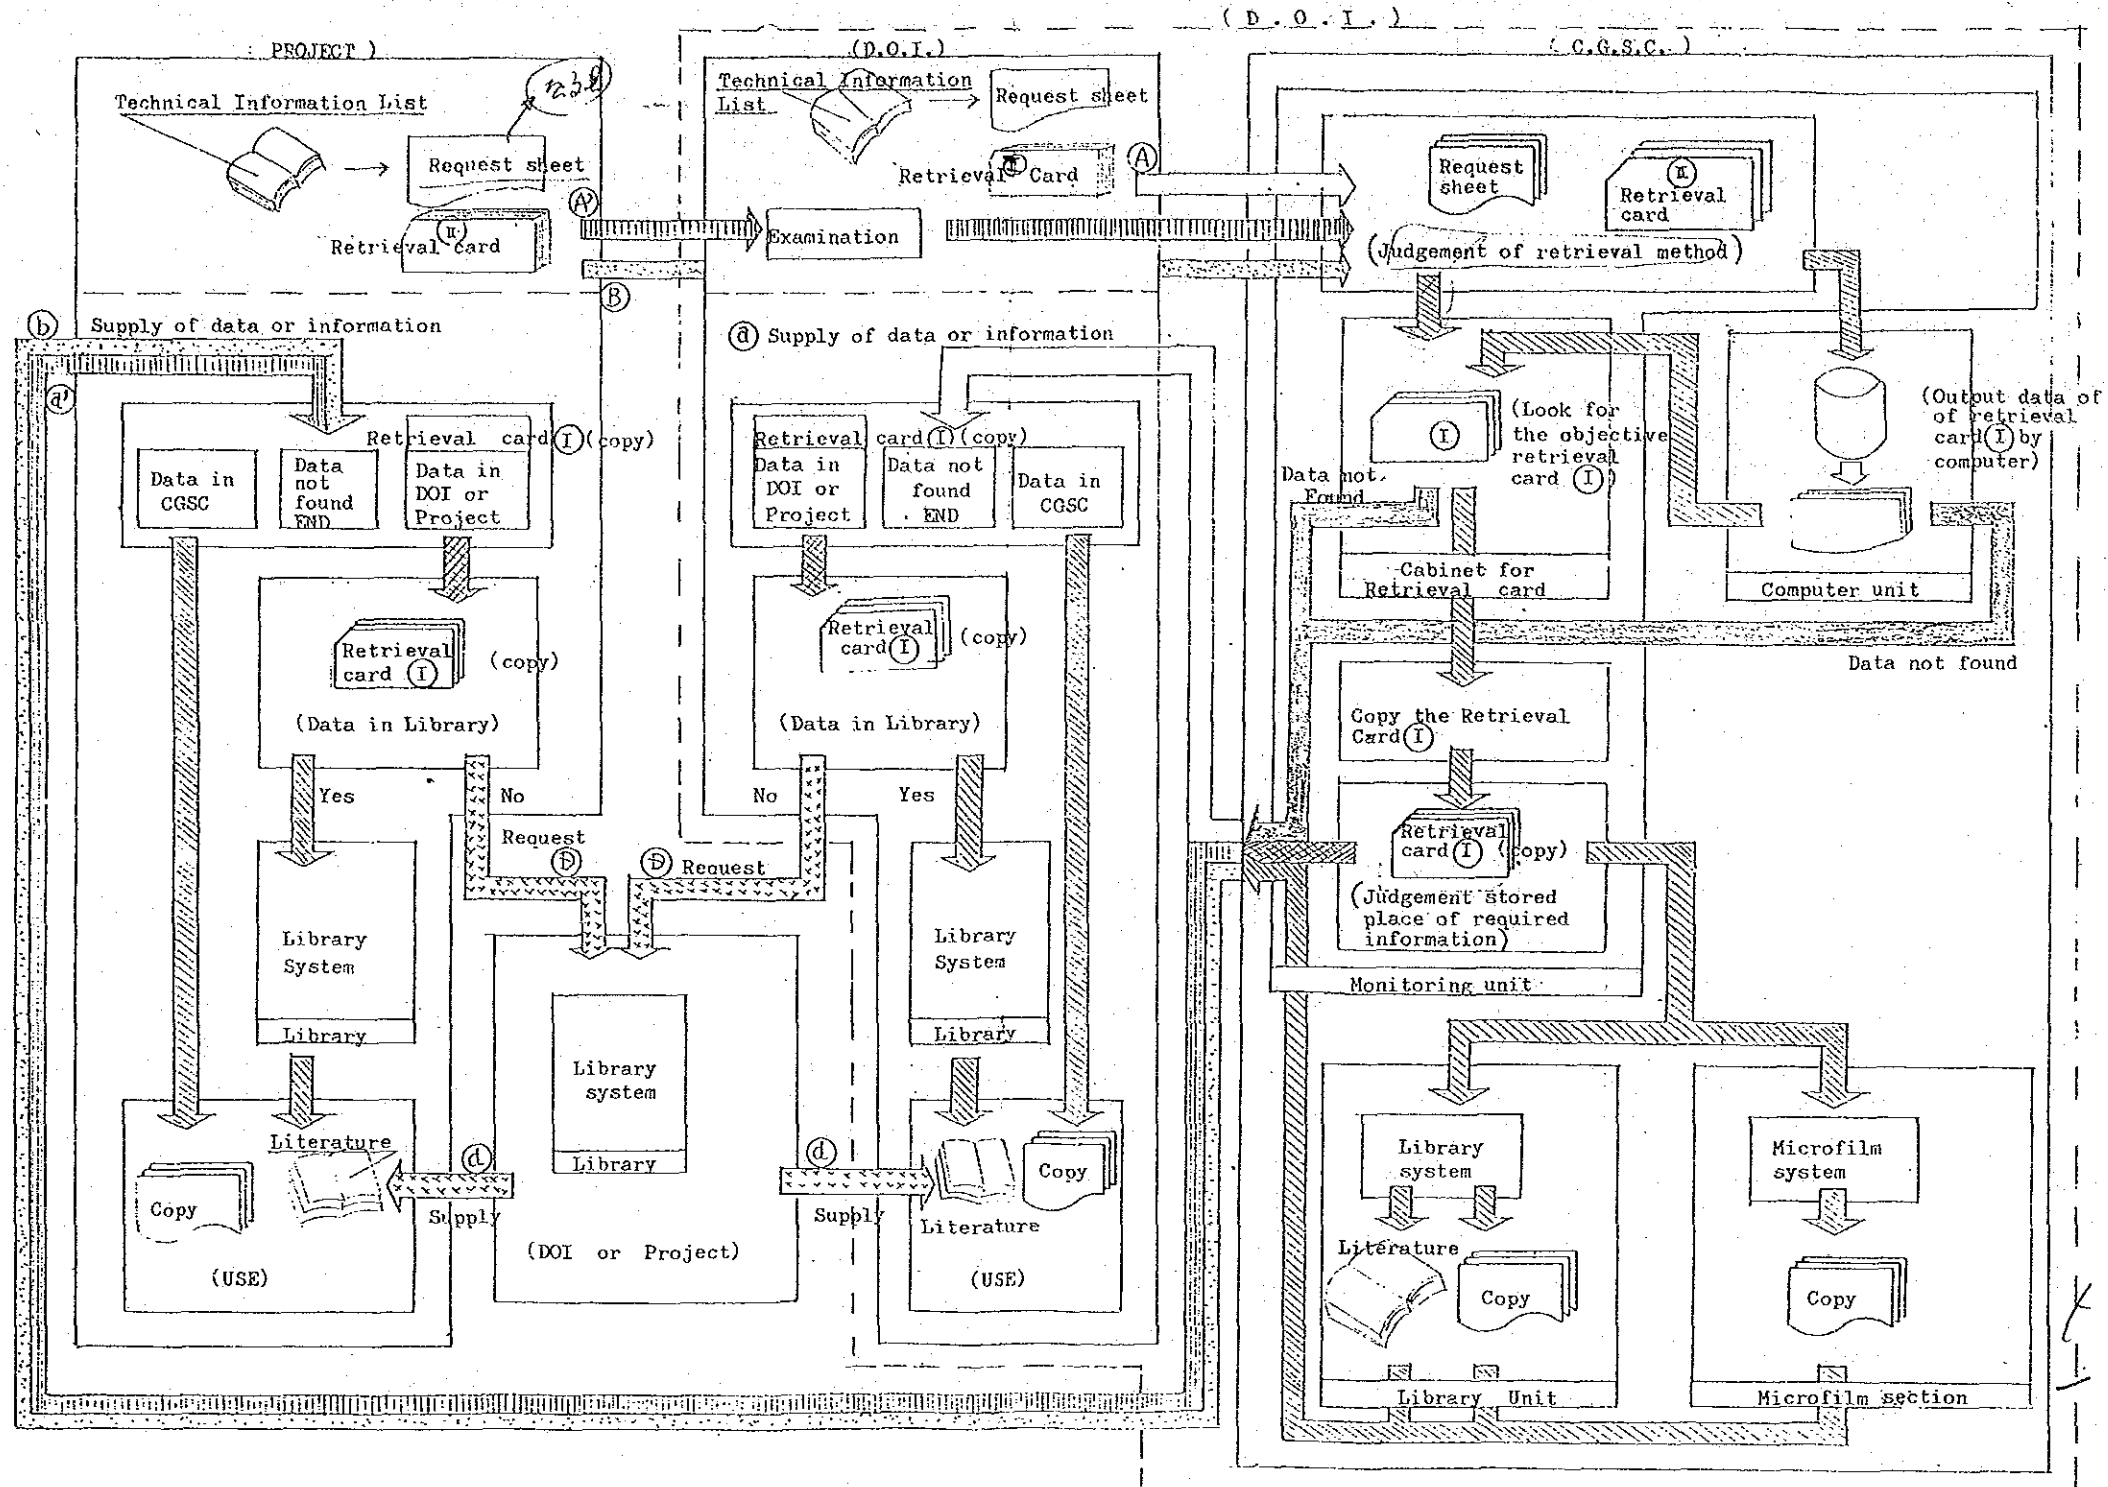 ( D . O . I . )
( PROJECT )
(D.O.I.)
( C.G.S.C. )
Technical Information List
Request sheet
II
Retrieval card
A'
B
Technical Information
List
Request sheet
Retrieval Card
A
Examination
Request
sheet
II
Retrieval
card
(Judgement of retrieval method)
b
Supply of data or information
a'
Retrieval card I (copy)
Data in
CGSC
Data
not
found
END
Data in
DOI or
Project
Retrieval
card I
(copy)
(Data in Library)
Yes
No
Request
D
Library
System
Library
Literature
Copy
(USE)
d
Supply
Library
system
Library
(DOI or Project)
a Supply of data or information
Retrieval card I (copy)
Data in
DOI or
Project
Data not
found
END
Data in
CGSC
Retrieval
card I
(copy)
(Data in Library)
No
Yes
D
Request
Library
System
Library
d
Supply
Literature
Copy
(USE)
I
(Look for
the objective
retrieval
card I)
Data not
Found
Cabinet for
Retrieval card
(Output data of
of retrieval
card I by
computer)
Computer unit
Data not found
Copy the Retrieval
Card I
Retrieval
card I (copy)
(Judgement stored
place of required
information)
Monitoring unit
Library
system
Literature
Copy
Library Unit
Microfilm
system
Copy
Microfilm section